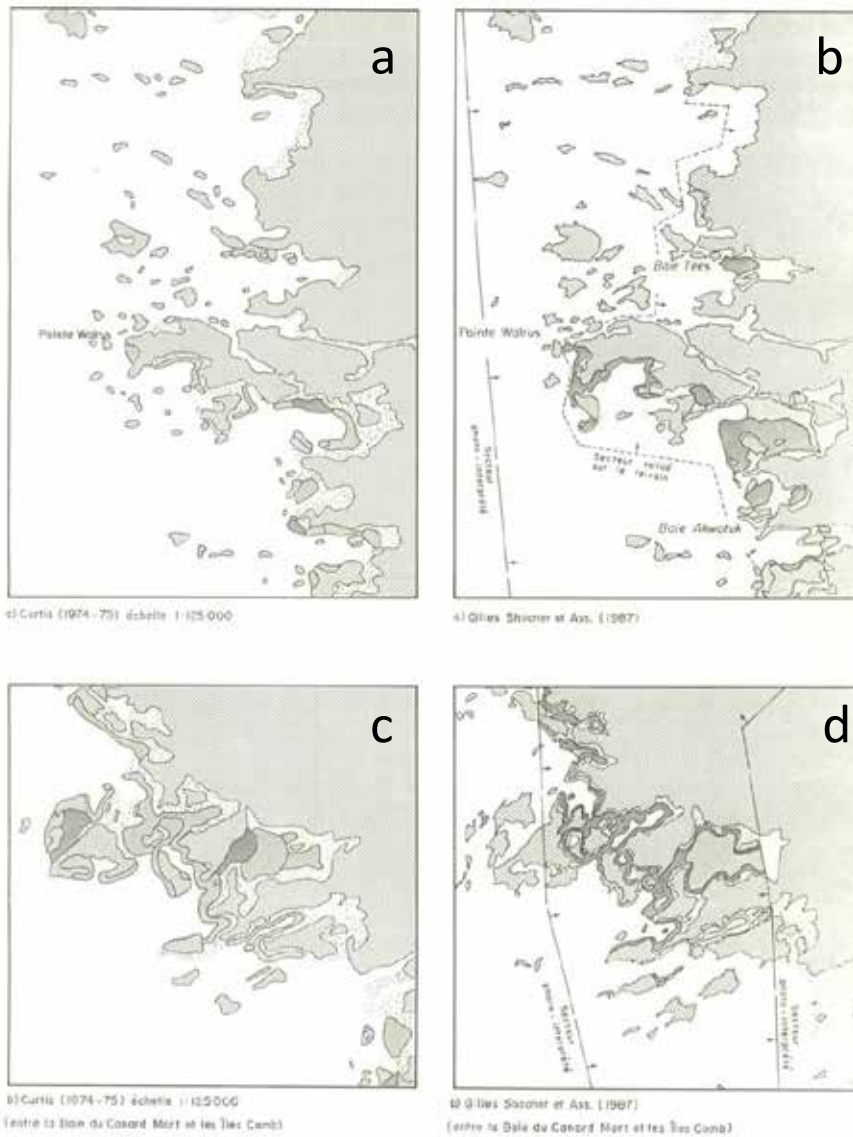 a
b
Pointe Walrus
Baie Tees
Pointe Walrus
Secteur
photo-interprété
Secteur relevé
sur le terrain
Baie Akwatuk
a) Curtis (1974-75) échelle 1:125 000
a) Gilles Shooner et Ass. (1987)
c
d
Secteur
photo-interprété
Secteur
photo-interprété
b) Curtis (1974-75) échelle 1:125000
(entre la Baie du Canard Mort et les Îles Comb)
b) Gilles Shooner et Ass. (1987)
(entre la Baie du Canard Mort et les Îles Comb)